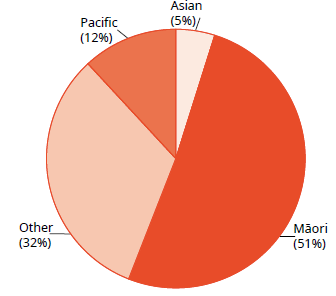 Asian
(5%)
Pacific
(12%)
Māori
(51%)
Other
(32%)